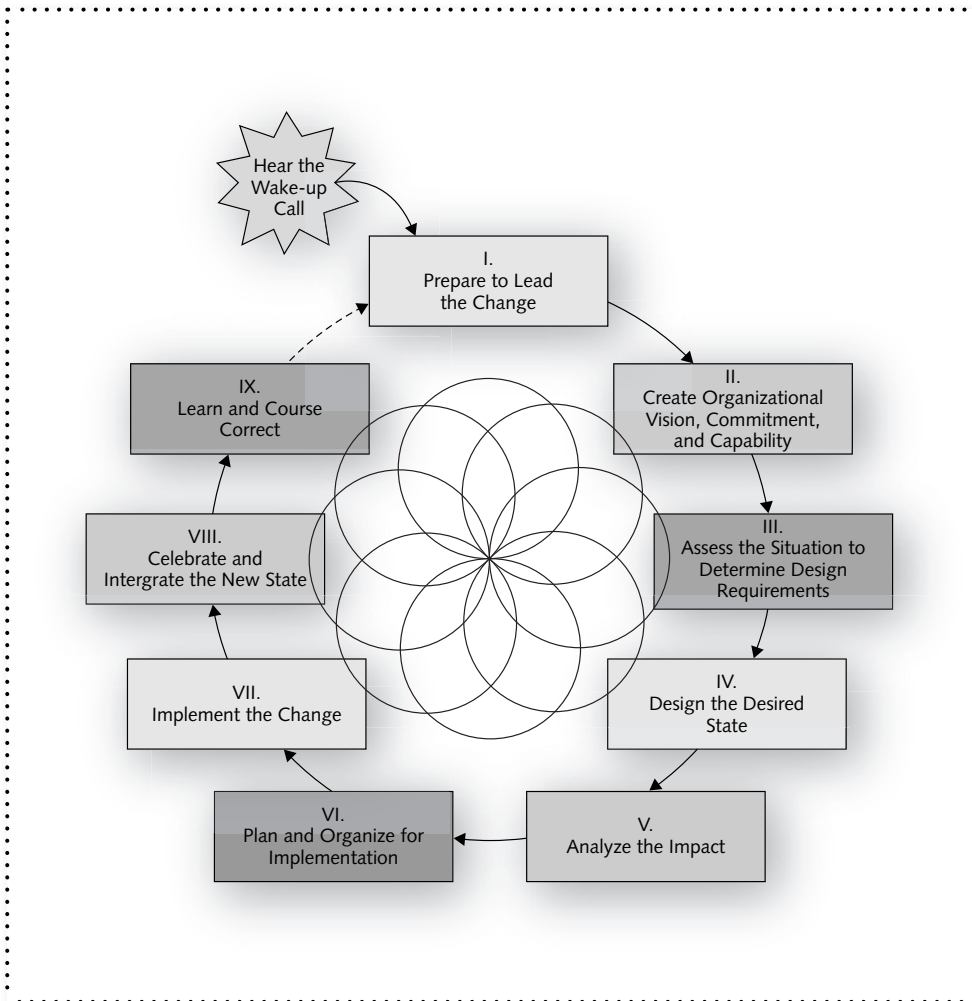 Hear the
Wake-up
Call
I.
Prepare to Lead
the Change
II.
Create Organizational
Vision, Commitment,
and Capability
III.
Assess the Situation to
Determine Design
Requirements
IV.
Design the Desired
State
V.
Analyze the Impact
VI.
Plan and Organize for
Implementation
VII.
Implement the Change
VIII.
Celebrate and
Intergrate the New State
IX.
Learn and Course
Correct